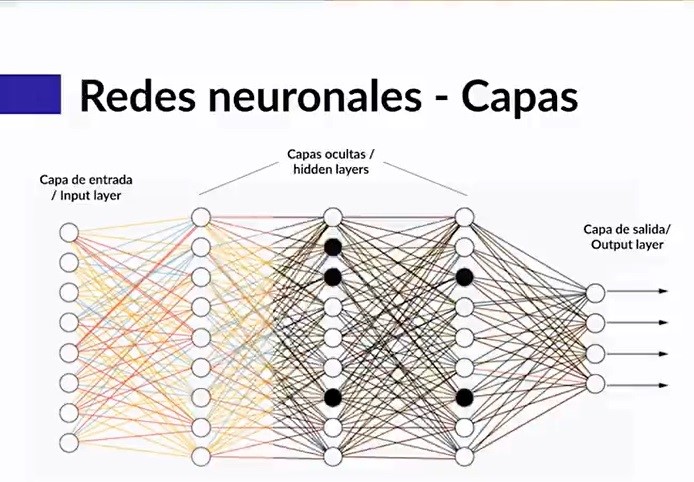 Redes neuronales - Capas
Capas ocultas /
hidden layers
Capa de entrada
/ Input layer
Capa de salida/
Output layer